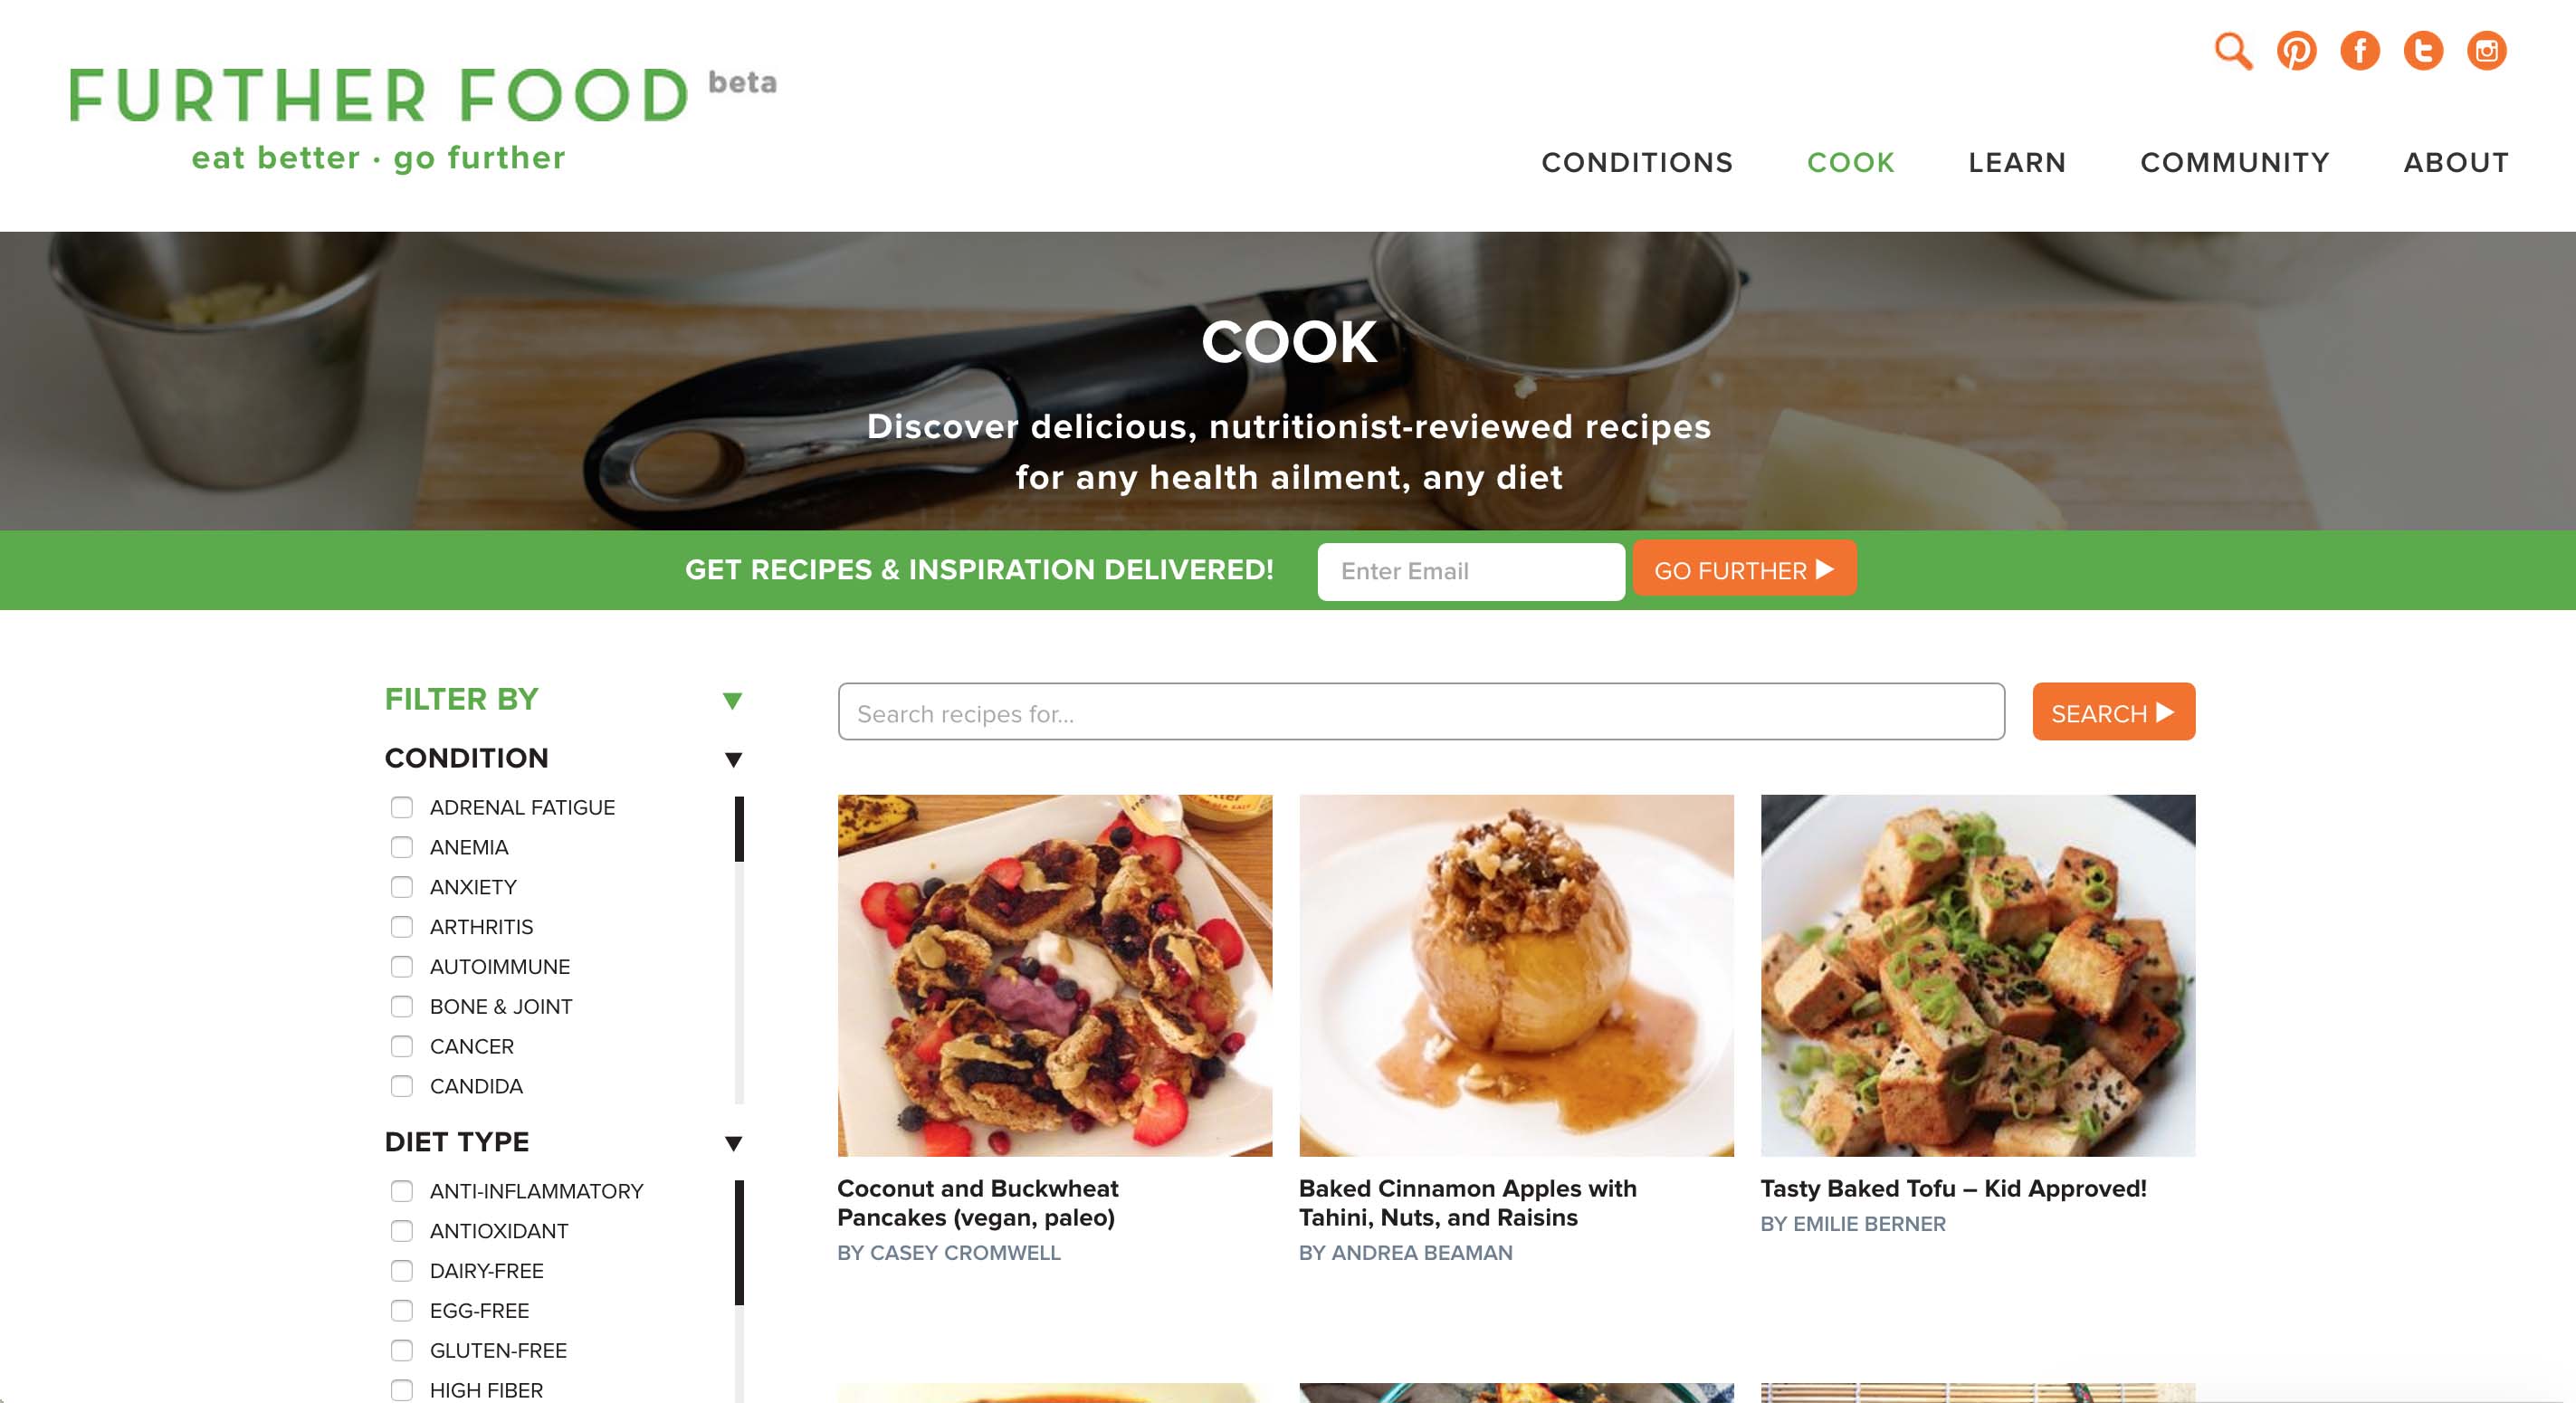 FURTHER FOOD beta
eat better · go further
CONDITIONS COOK LEARN COMMUNITY ABOUT
COOK
Discover delicious, nutritionist-reviewed recipes
for any health ailment, any diet
GET RECIPES & INSPIRATION DELIVERED!
Enter Email
GO FURTHER
FILTER BY
CONDITION
ADRENAL FATIGUE
ANEMIA
ANXIETY
ARTHRITIS
AUTOIMMUNE
BONE & JOINT
CANCER
CANDIDA
DIET TYPE
ANTI-INFLAMMATORY
ANTIOXIDANT
DAIRY-FREE
EGG-FREE
GLUTEN-FREE
HIGH FIBER
Search recipes for...
SEARCH
Coconut and Buckwheat
Pancakes (vegan, paleo)
BY CASEY CROMWELL
Baked Cinnamon Apples with
Tahini, Nuts, and Raisins
BY ANDREA BEAMAN
Tasty Baked Tofu – Kid Approved!
BY EMILIE BERNER